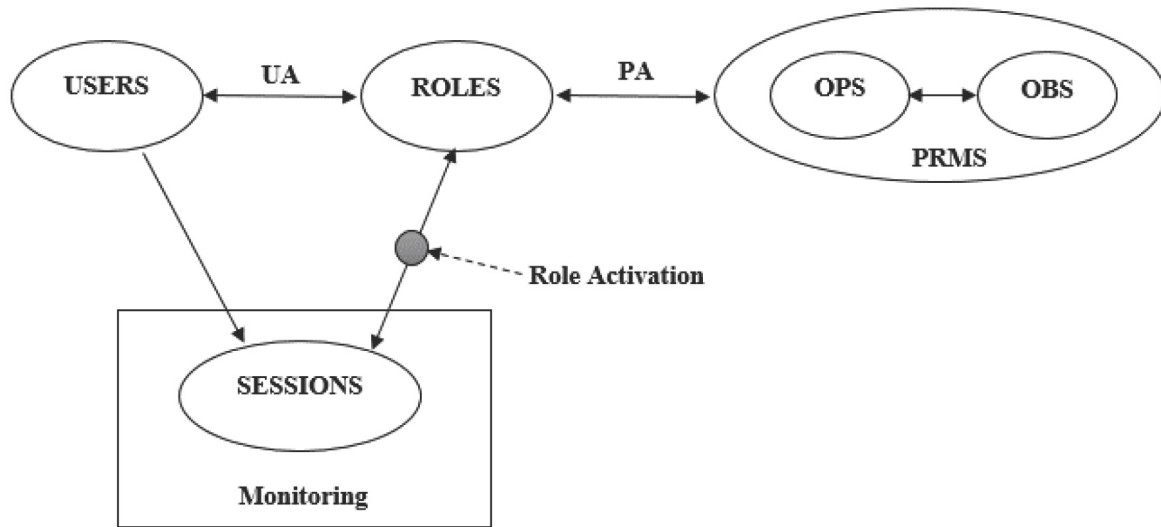 USERS
UA
ROLES
PA
OPS
OBS
PRMS
Role Activation
SESSIONS
Monitoring